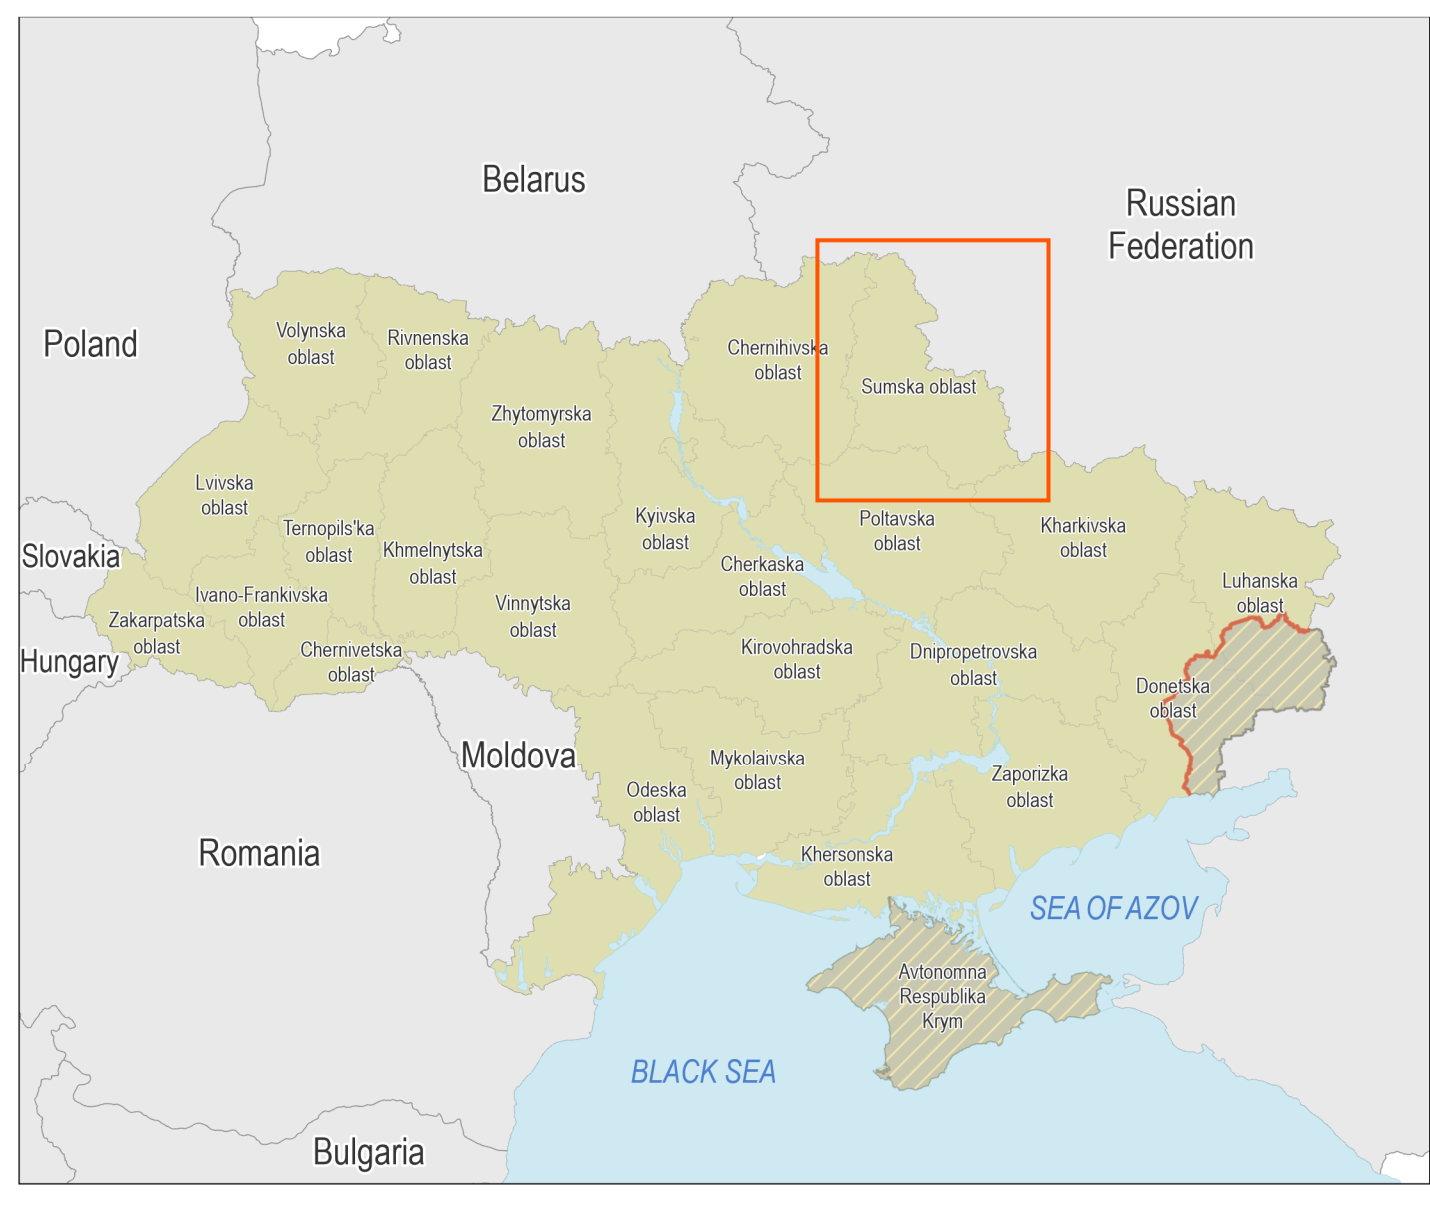 Belarus
Russian
Federation
Poland
Volynska
oblast
Rivnenska
oblast
Chernihivska
oblast
Sumska oblast
Zhytomyrska
oblast
Lvivska
oblast
Ternopils'ka
oblast
Khmelnytska
oblast
Kyivska
oblast
Poltavska
oblast
Kharkivska
oblast
Slovakia
Cherkaska
oblast
Luhanska
oblast
Ivano-Frankivska
oblast
Zakarpatska
oblast
Vinnytska
oblast
Hungary
Chernivetska
oblast
Kirovohradska
oblast
Dnipropetrovska
oblast
Donetska
oblast
Moldova
Mykolaivska
oblast
Odeska
oblast
Zaporizka
oblast
Romania
Khersonska
oblast
SEA OF AZOV
Avtonomna
Respublika
Krym
BLACK SEA
Bulgaria